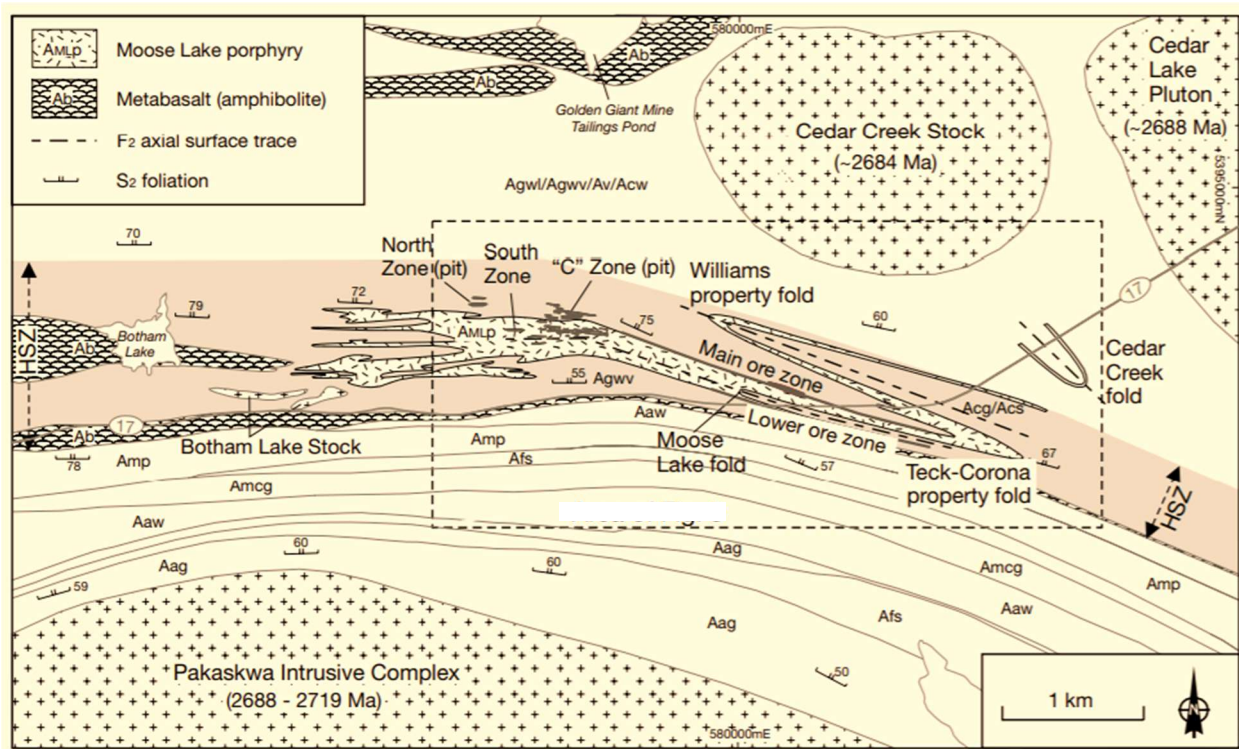 AMLp Moose Lake porphyry
Ab Metabasalt (amphibolite)
F2 axial surface trace
S2 foliation
580000mE
Ab
Ab
Golden Giant Mine
Tailings Pond
Cedar Creek Stock
(~2684 Ma)
Cedar
Lake
Pluton
(~2688 Ma)
5395000mN
Agwl/Agwv/Av/Acw
70
North
Zone (pit)
South
Zone
"C" Zone (pit)
Williams
property fold
17
HSZ
79
72
75
60
Botham
Lake
Ab
AMLp
Main ore zone
Cedar
Creek
fold
55
Agwv
Acg/Acs
Aaw
Ab
17
Botham Lake Stock
Moose
Lake fold
Lower ore zone
67
Teck-Corona
property fold
HSZ
78
Amp
Amp
Afs
57
Amcg
Aaw
60
Aag
Aag
60
59
Amcg
Amp
Aaw
Afs
Aag
50
Pakaskwa Intrusive Complex
(2688 - 2719 Ma)
580000mE
1 km
N